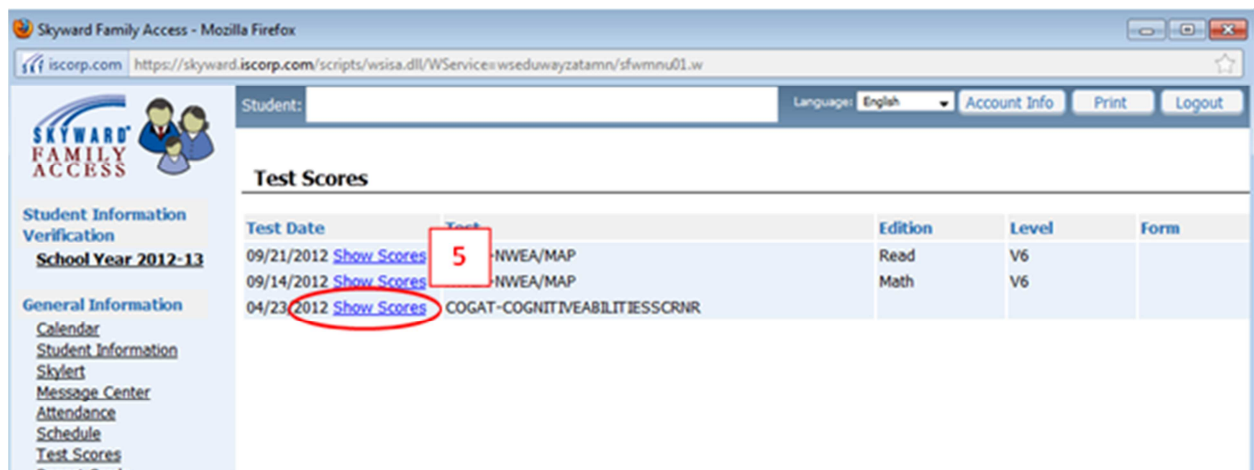 Skyward Family Access - Mozilla Firefox
iscorp.com https://skyward.iscorp.com/scripts/wsisa.dll/WService=wseduwayzatamn/sfwmnu01.w
SKYWARD
FAMILY
ACCESS
Student: Language: English Account Info Print Logout
Test Scores
Student Information
Verification
School Year 2012-13
General Information
Calendar
Student Information
Skylert
Message Center
Attendance
Schedule
Test Scores
Test Date Test Edition Level Form
09/21/2012 Show Scores -NWEA/MAP Read V6
5
09/14/2012 Show Scores -NWEA/MAP Math V6
04/23/2012 Show Scores COGAT-COGNITIVEABILITIESSCRNR